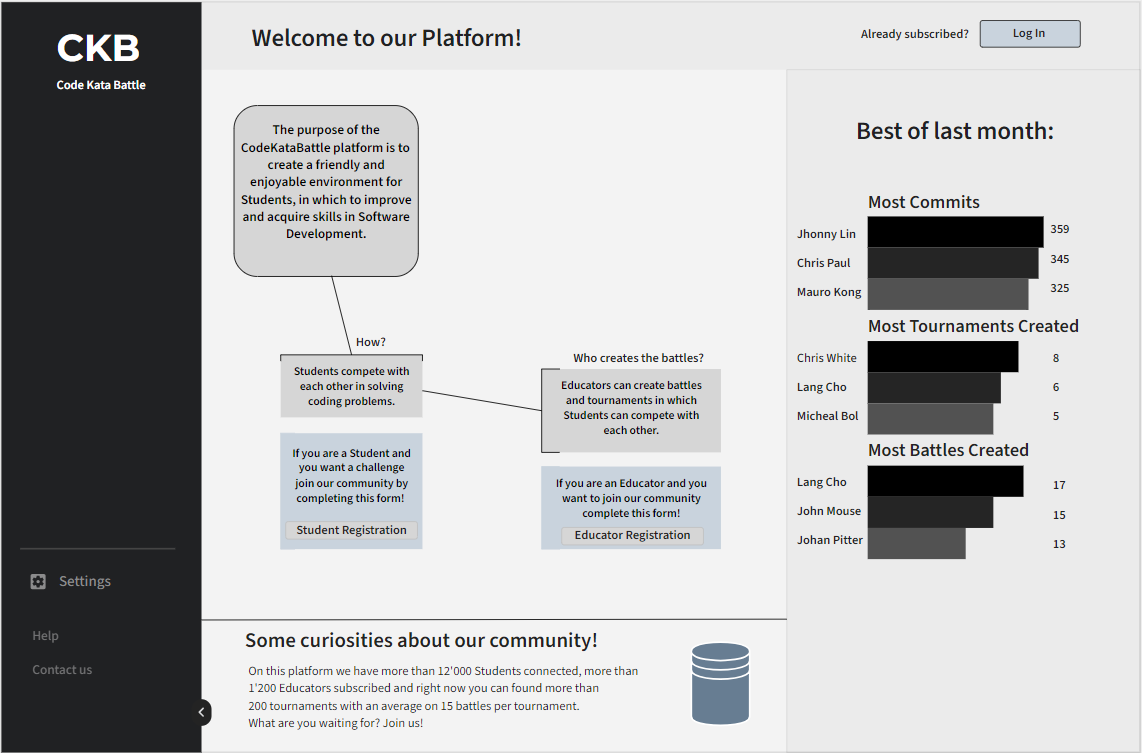 CKB
Code Kata Battle
Settings
Help
Contact us
Welcome to our Platform!
Already subscribed?
Log In
The purpose of the
CodeKataBattle platform is to
create a friendly and
enjoyable environment for
Students, in which to improve
and acquire skills in Software
Development.
How?
Students compete with
each other in solving
coding problems.
If you are a Student and
you want a challenge
join our community by
completing this form!
Student Registration
Who creates the battles?
Educators can create battles
and tournaments in which
Students can compete with
each other.
If you are an Educator and you
want to join our community
complete this form!
Educator Registration
Some curiosities about our community!
On this platform we have more than 12'000 Students connected, more than
1'200 Educators subscribed and right now you can found more than
200 tournaments with an average on 15 battles per tournament.
What are you waiting for? Join us!
Best of last month:
Most Commits
Jhonny Lin 359
Chris Paul 345
Mauro Kong 325
Most Tournaments Created
Chris White 8
Lang Cho 6
Micheal Bol 5
Most Battles Created
Lang Cho 17
John Mouse 15
Johan Pitter 13